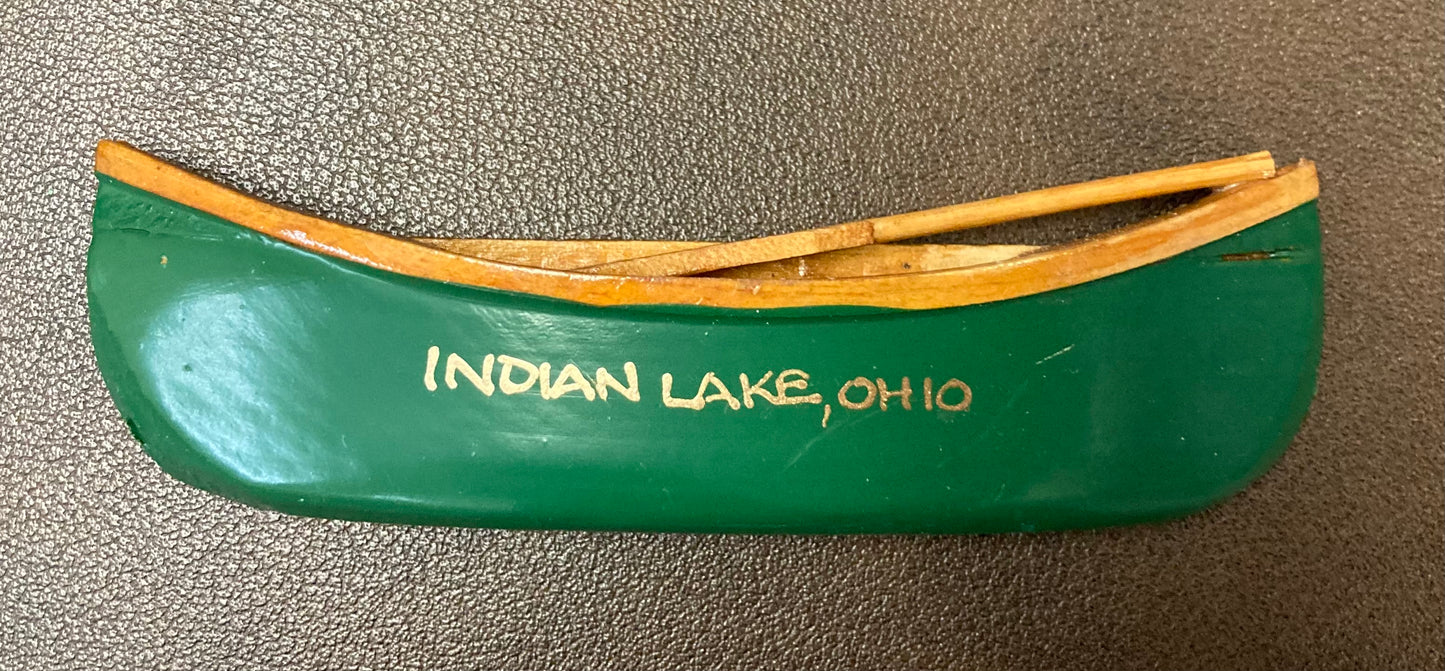 INDIAN LAKE, OHIO